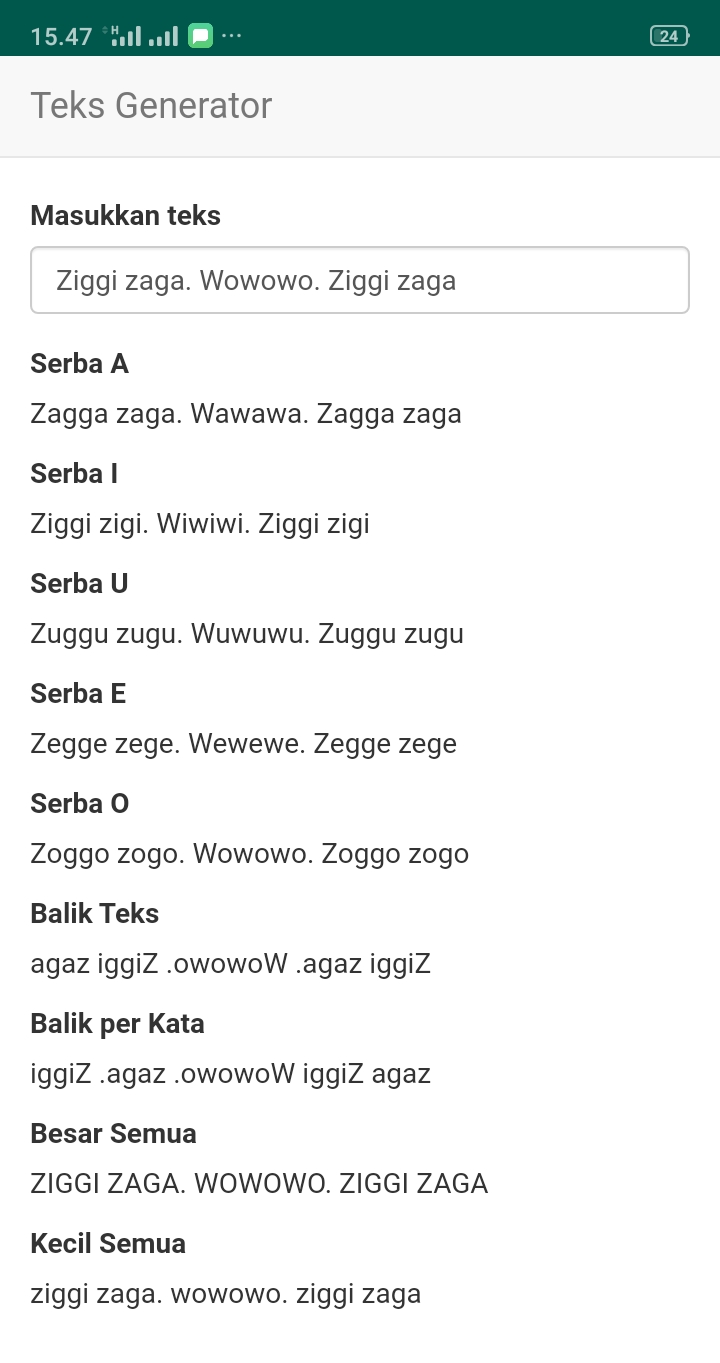 15.47 H ... 24
Teks Generator
Masukkan teks
Ziggi zaga. Wowowo. Ziggi zaga
Serba A
Zagga zaga. Wawawa. Zagga zaga
Serba I
Ziggi zigi. Wiwiwi. Ziggi zigi
Serba U
Zuggu zugu. Wuwuwu. Zuggu zugu
Serba E
Zegge zege. Wewewe. Zegge zege
Serba O
Zoggo zogo. Wowowo. Zoggo zogo
Balik Teks
agaz iggiZ .owowoW .agaz iggiZ
Balik per Kata
iggiZ .agaz .owowoW iggiZ agaz
Besar Semua
ZIGGI ZAGA. WOWOWO. ZIGGI ZAGA
Kecil Semua
ziggi zaga. wowowo. ziggi zaga